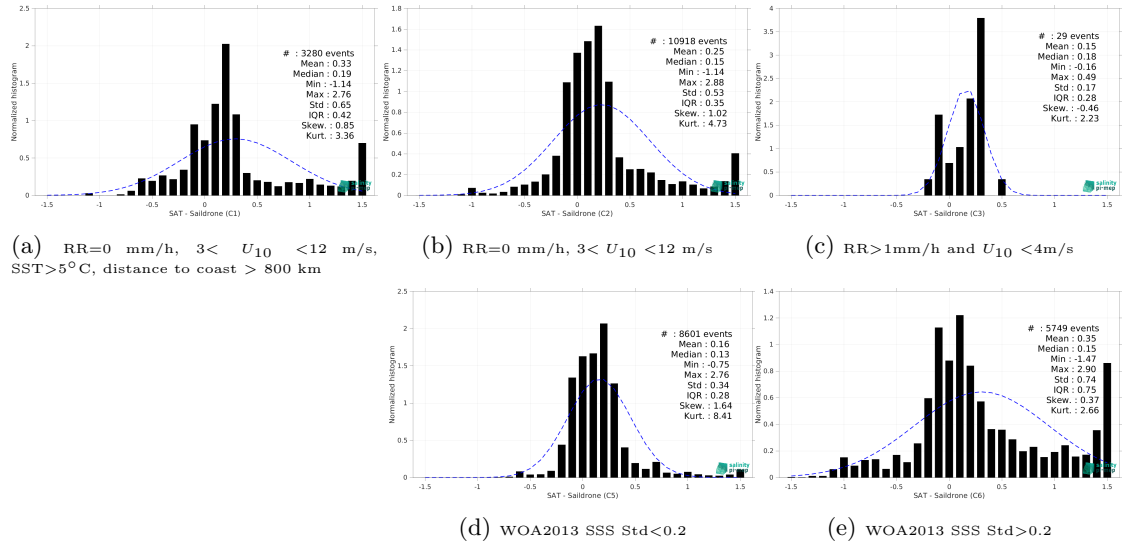 2.5
2
1.5
1
0.5
0
Normalized histogram
# : 3280 events
Mean : 0.33
Median : 0.19
Min : -1.14
Max : 2.76
Std : 0.65
IQR : 0.42
Skew. : 0.85
Kurt. : 3.36
salinity
pi-mep
-1.5 -1 -0.5 0 0.5 1 1.5
SAT - Saildrone (C1)
(a) RR=0 mm/h, 3< U10 <12 m/s,
SST>5°C, distance to coast > 800 km
1.8
1.6
1.4
1.2
1
0.8
0.6
0.4
0.2
0
Normalized histogram
# : 10918 events
Mean : 0.25
Median : 0.15
Min : -1.14
Max : 2.88
Std : 0.53
IQR : 0.35
Skew. : 1.02
Kurt. : 4.73
salinity
pi-mep
-1.5 -1 -0.5 0 0.5 1 1.5
SAT - Saildrone (C2)
(b) RR=0 mm/h, 3< U10 <12 m/s
4
3.5
3
2.5
2
1.5
1
0.5
0
Normalized histogram
# : 29 events
Mean : 0.15
Median : 0.18
Min : -0.16
Max : 0.49
Std : 0.17
IQR : 0.28
Skew. : -0.46
Kurt. : 2.23
salinity
pi-mep
-1.5 -1 -0.5 0 0.5 1 1.5
SAT - Saildrone (C3)
(c) RR>1mm/h and U10 <4m/s
2.5
2
1.5
1
0.5
0
Normalized histogram
# : 8601 events
Mean : 0.16
Median : 0.13
Min : -0.75
Max : 2.76
Std : 0.34
IQR : 0.28
Skew. : 1.64
Kurt. : 8.41
salinity
pi-mep
-1.5 -1 -0.5 0 0.5 1 1.5
SAT - Saildrone (C5)
(d) WOA2013 SSS Std<0.2
1.4
1.2
1
0.8
0.6
0.4
0.2
0
Normalized histogram
# : 5749 events
Mean : 0.35
Median : 0.15
Min : -1.47
Max : 2.90
Std : 0.74
IQR : 0.75
Skew. : 0.37
Kurt. : 2.66
salinity
pi-mep
-1.5 -1 -0.5 0 0.5 1 1.5
SAT - Saildrone (C6)
(e) WOA2013 SSS Std>0.2